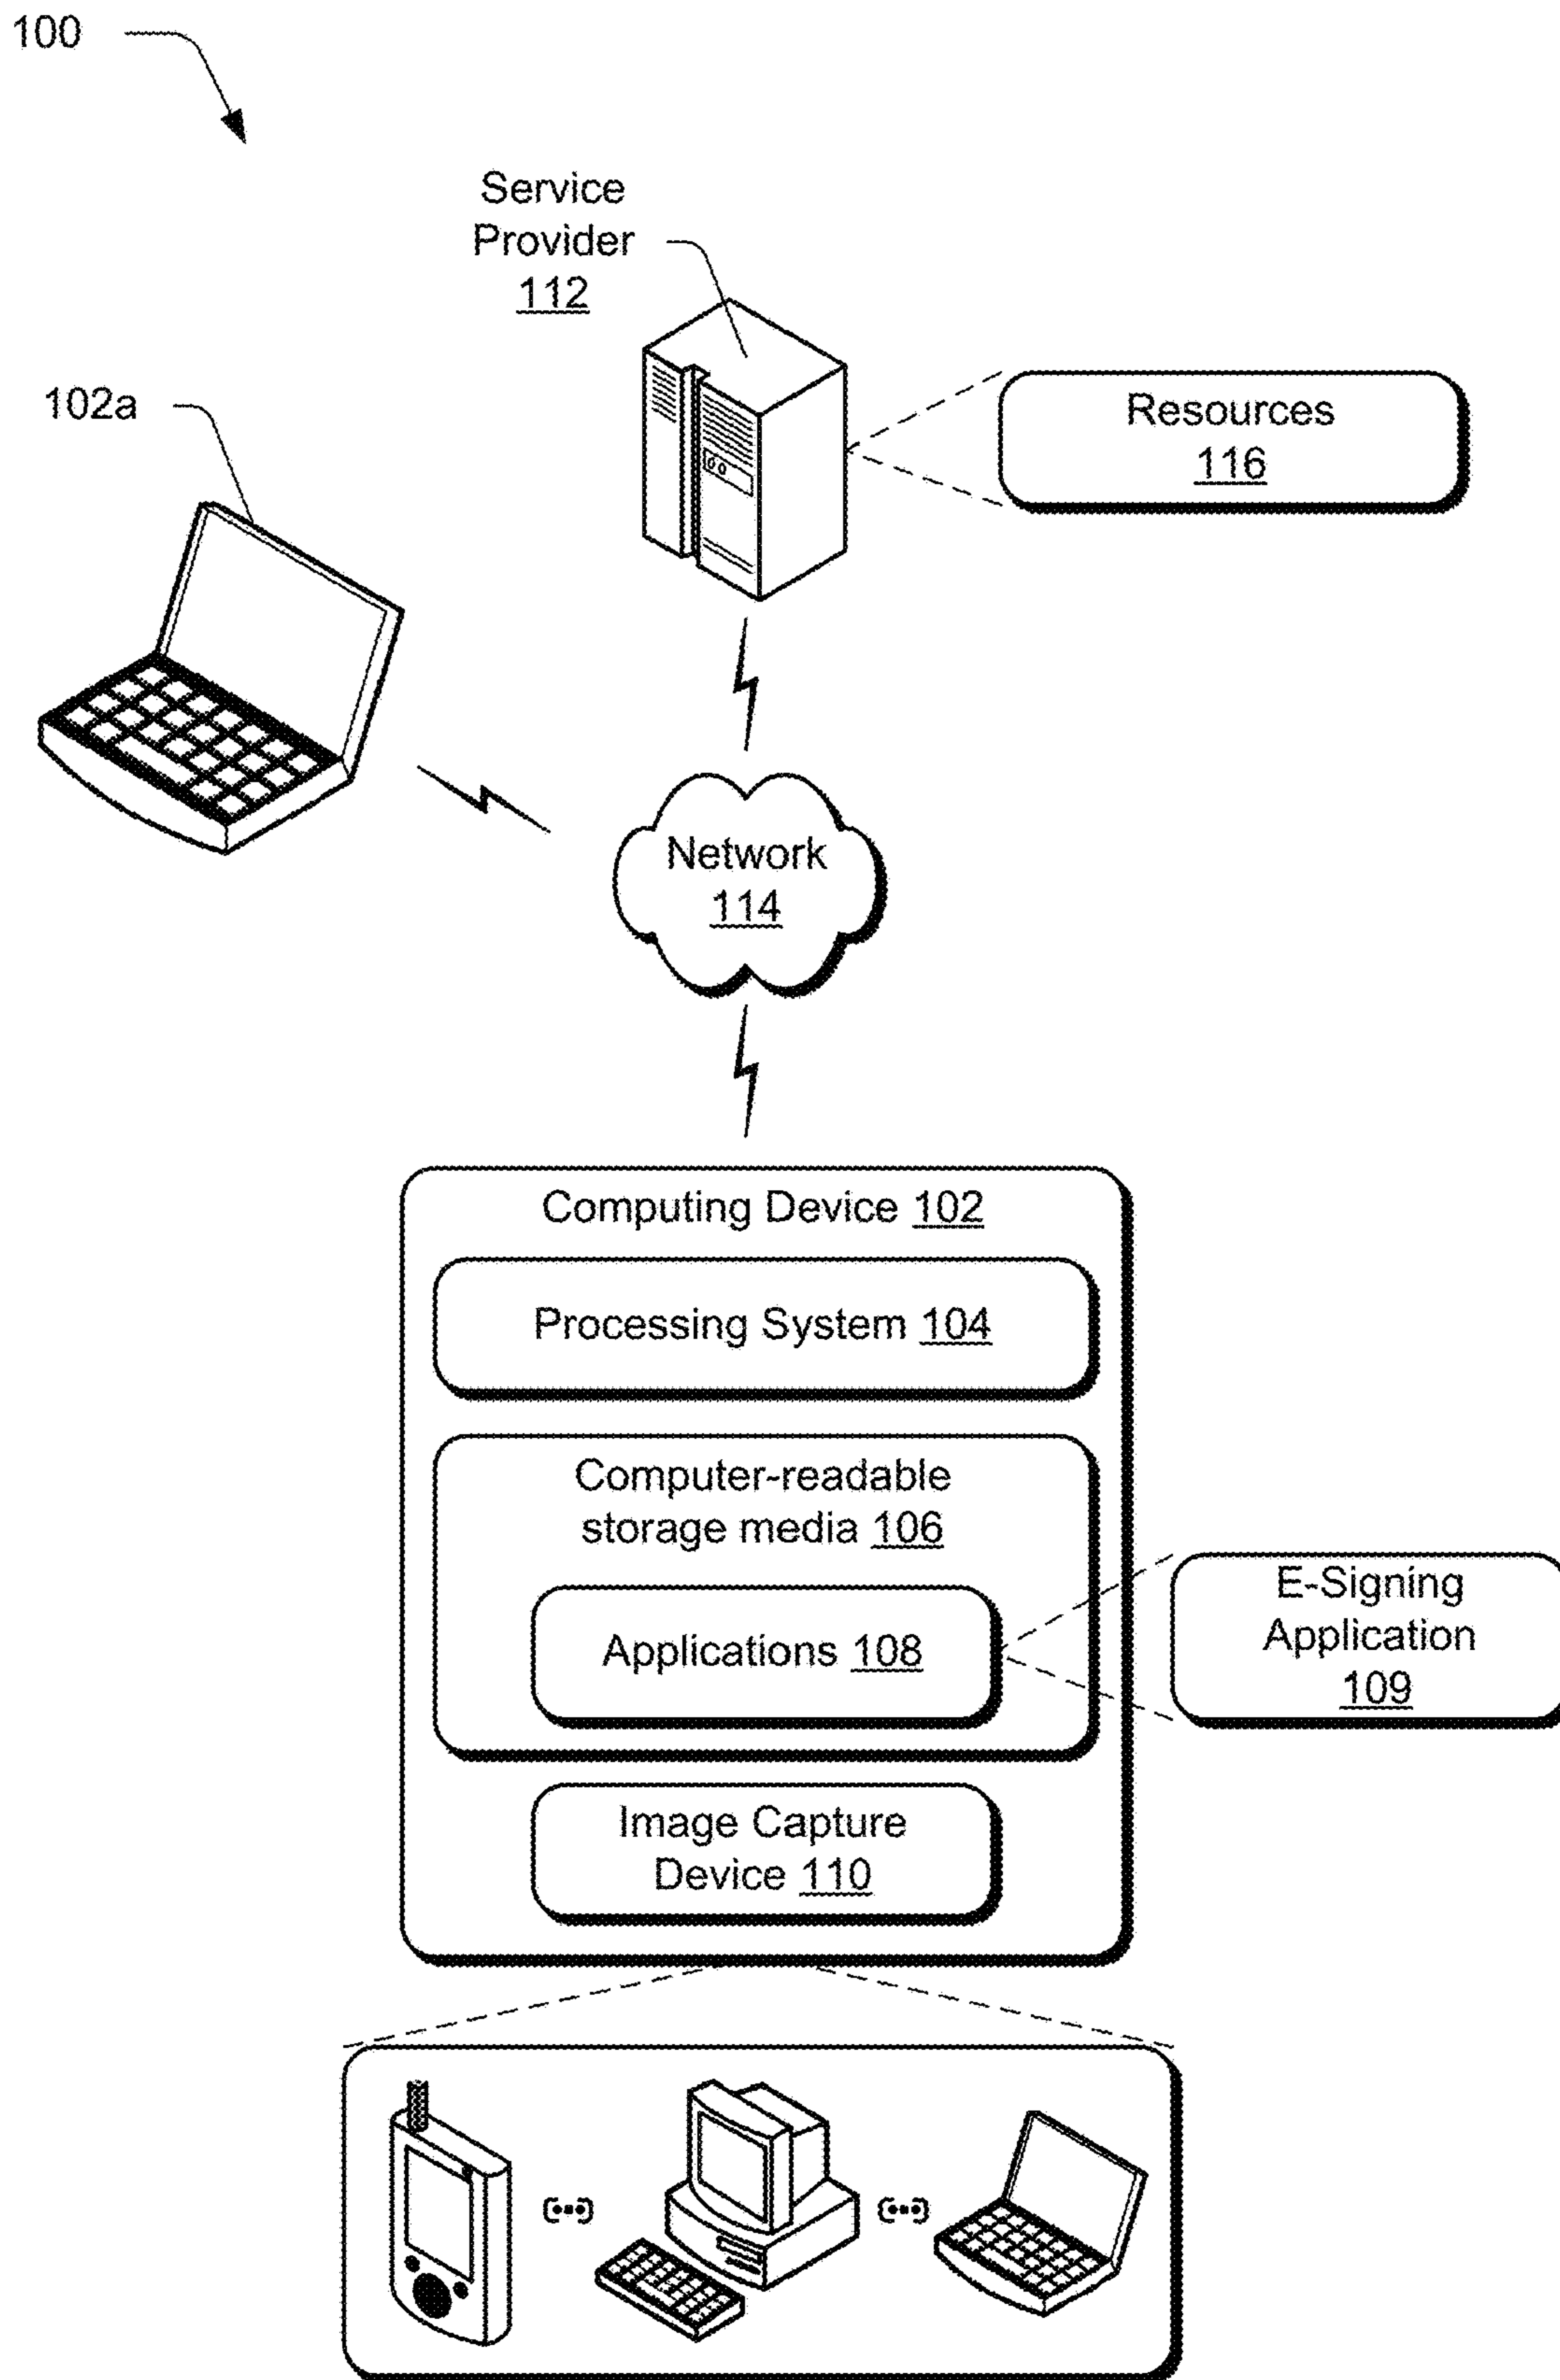 100
Service
Provider
112
102a
Resources
116
Network
114
Computing Device 102
Processing System 104
Computer-readable
storage media 106
Applications 108
E-Signing
Application
109
Image Capture
Device 110